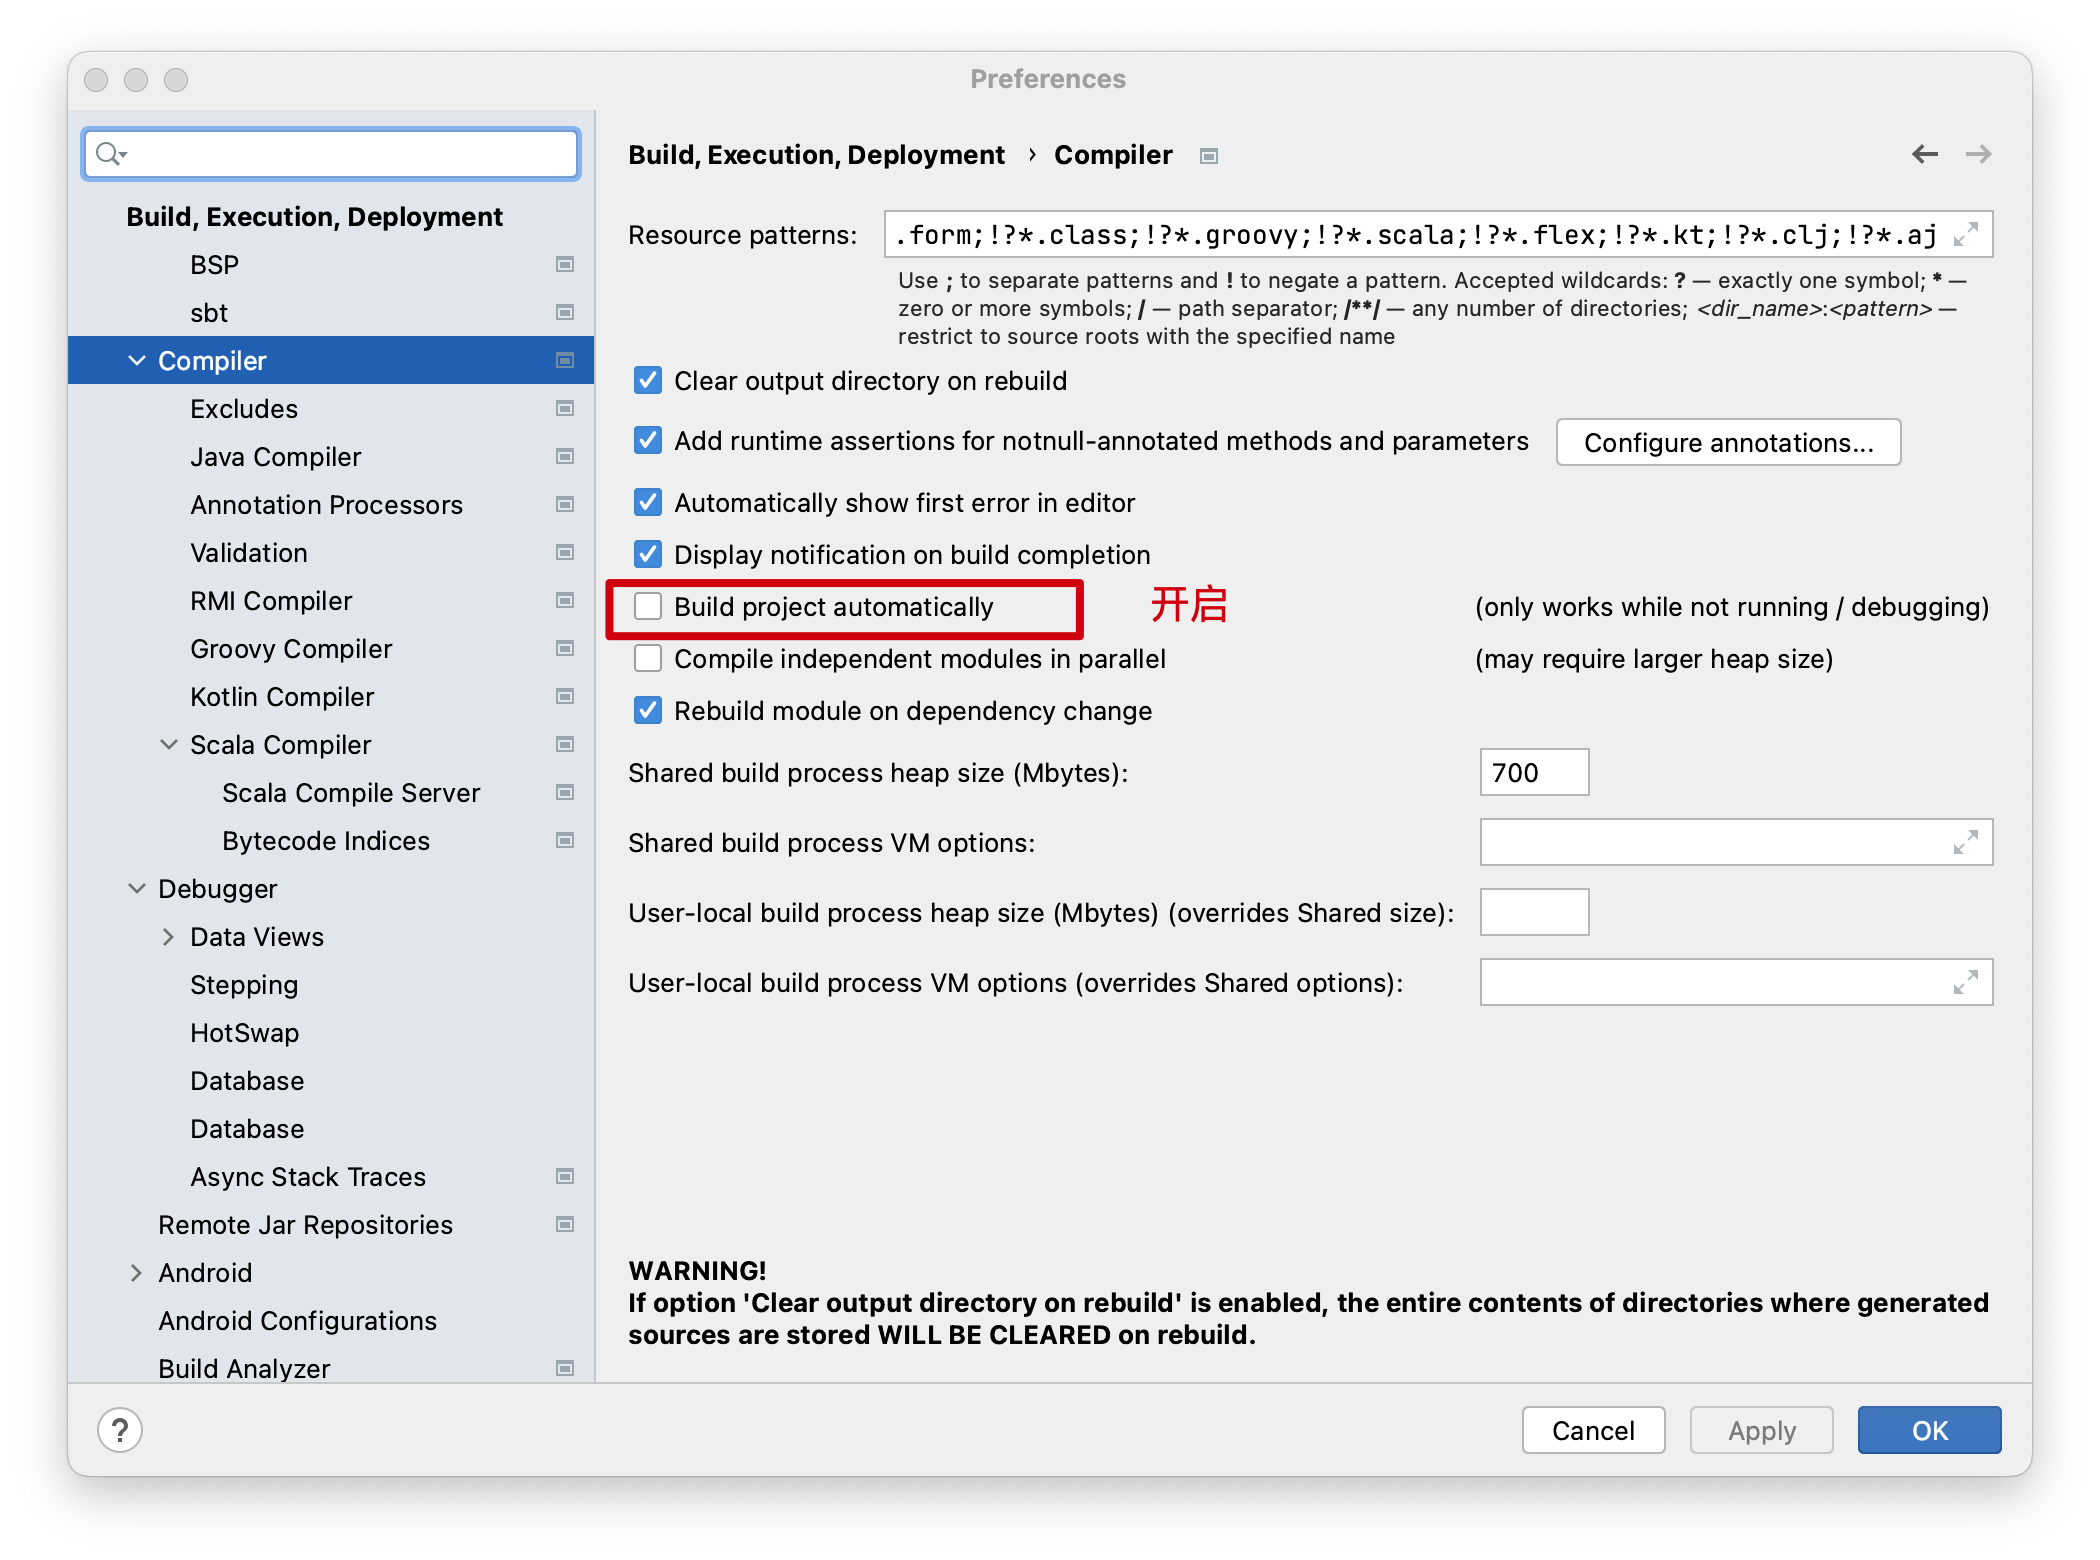 Preferences
Build, Execution, Deployment
BSP
sbt
Compiler
Excludes
Java Compiler
Annotation Processors
Validation
RMI Compiler
Groovy Compiler
Kotlin Compiler
Scala Compiler
Scala Compile Server
Bytecode Indices
Debugger
Data Views
Stepping
HotSwap
Database
Database
Async Stack Traces
Remote Jar Repositories
Android
Android Configurations
Build Analyzer
Build, Execution, Deployment › Compiler
Resource patterns: .form;!?*.class;!?*.groovy;!?*.scala;!?*.flex;!?*.kt;!?*.clj;!?*.aj
Use ; to separate patterns and ! to negate a pattern. Accepted wildcards: ? — exactly one symbol; * —
zero or more symbols; / — path separator; /**/ — any number of directories; <dir_name>:<pattern> —
restrict to source roots with the specified name
Clear output directory on rebuild
Add runtime assertions for notnull-annotated methods and parameters Configure annotations...
Automatically show first error in editor
Display notification on build completion
Build project automatically 开启 (only works while not running / debugging)
Compile independent modules in parallel (may require larger heap size)
Rebuild module on dependency change
Shared build process heap size (Mbytes): 700
Shared build process VM options:
User-local build process heap size (Mbytes) (overrides Shared size):
User-local build process VM options (overrides Shared options):
WARNING!
If option 'Clear output directory on rebuild' is enabled, the entire contents of directories where generated
sources are stored WILL BE CLEARED on rebuild.
? Cancel Apply OK